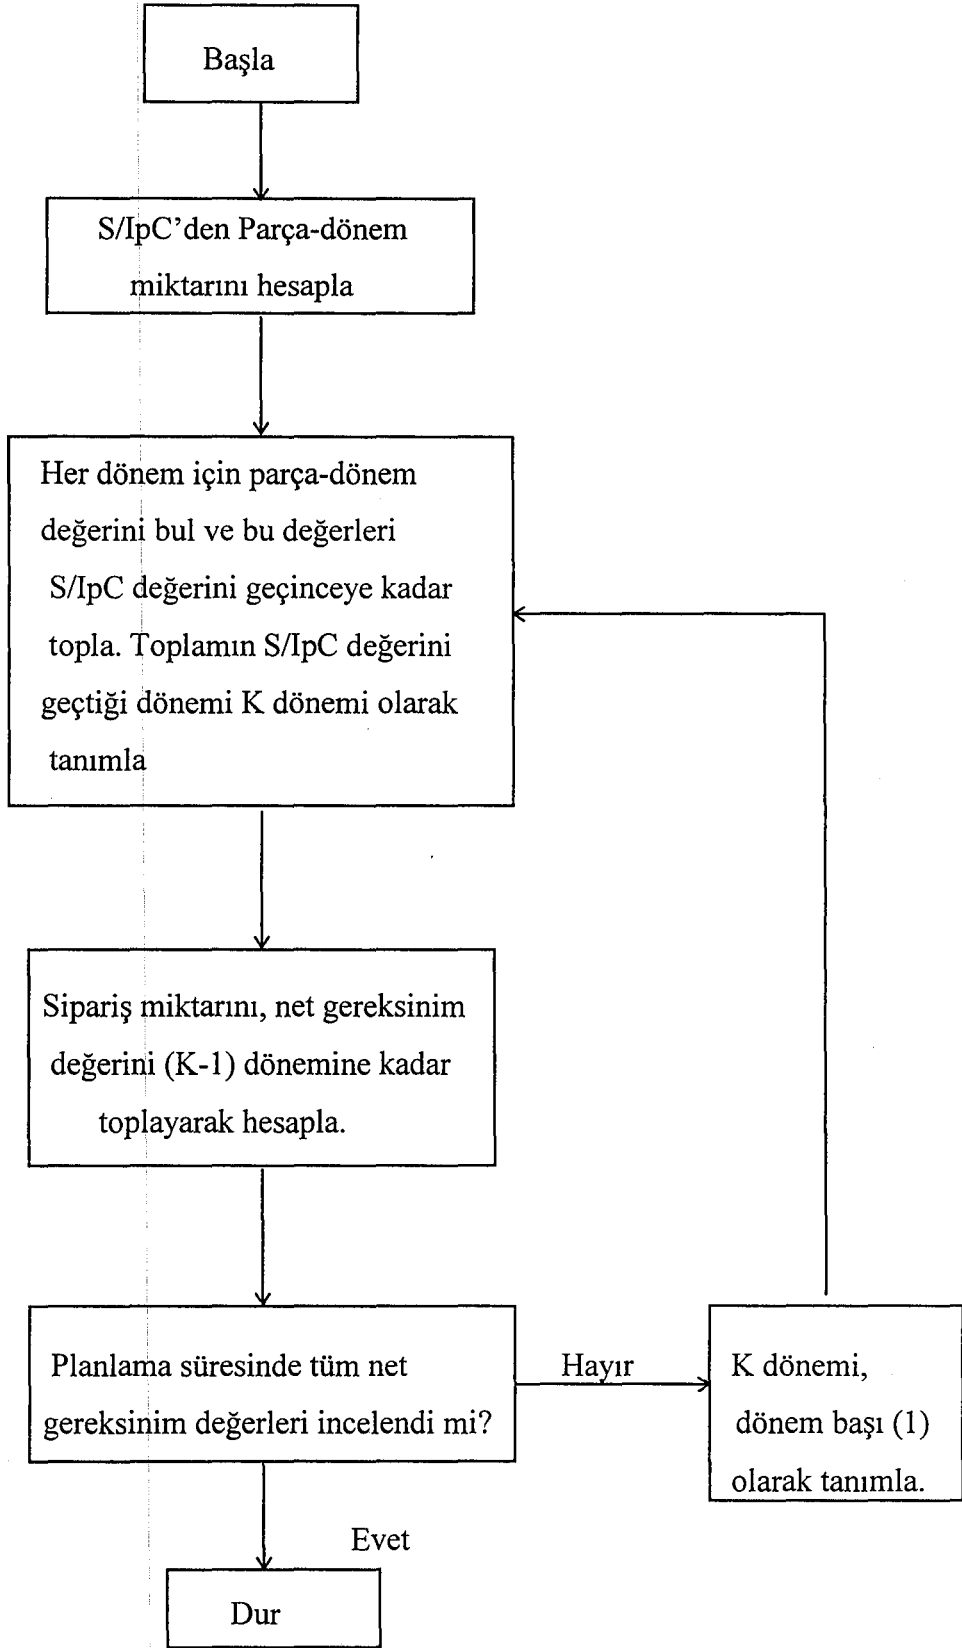 Başla
S/IpC’den Parça-dönem
miktarını hesapla
Her dönem için parça-dönem
değerini bul ve bu değerleri
S/IpC değerini geçinceye kadar
topla. Toplamın S/IpC değerini
geçtiği dönemi K dönemi olarak
tanımla
Sipariş miktarını, net gereksinim
değerini (K-1) dönemine kadar
toplayarak hesapla.
Planlama süresinde tüm net
gereksinim değerleri incelendi mi?
Hayır
K dönemi,
dönem başı (1)
olarak tanımla.
Evet
Dur